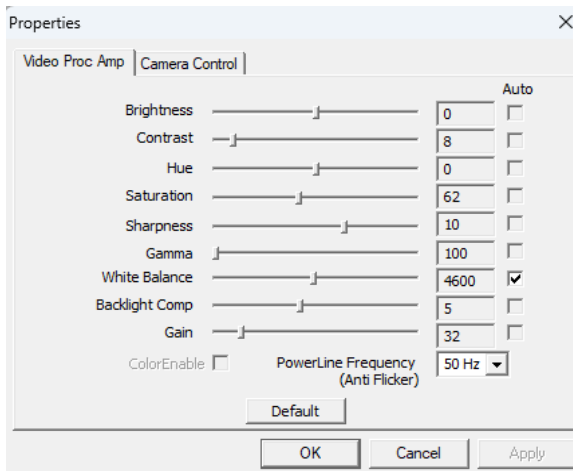 Properties
Video Proc Amp Camera Control
Auto
Brightness 0
Contrast 8
Hue 0
Saturation 62
Sharpness 10
Gamma 100
White Balance 4600
Backlight Comp 5
Gain 32
ColorEnable PowerLine Frequency 50 Hz
(Anti Flicker)
Default
OK Cancel Apply